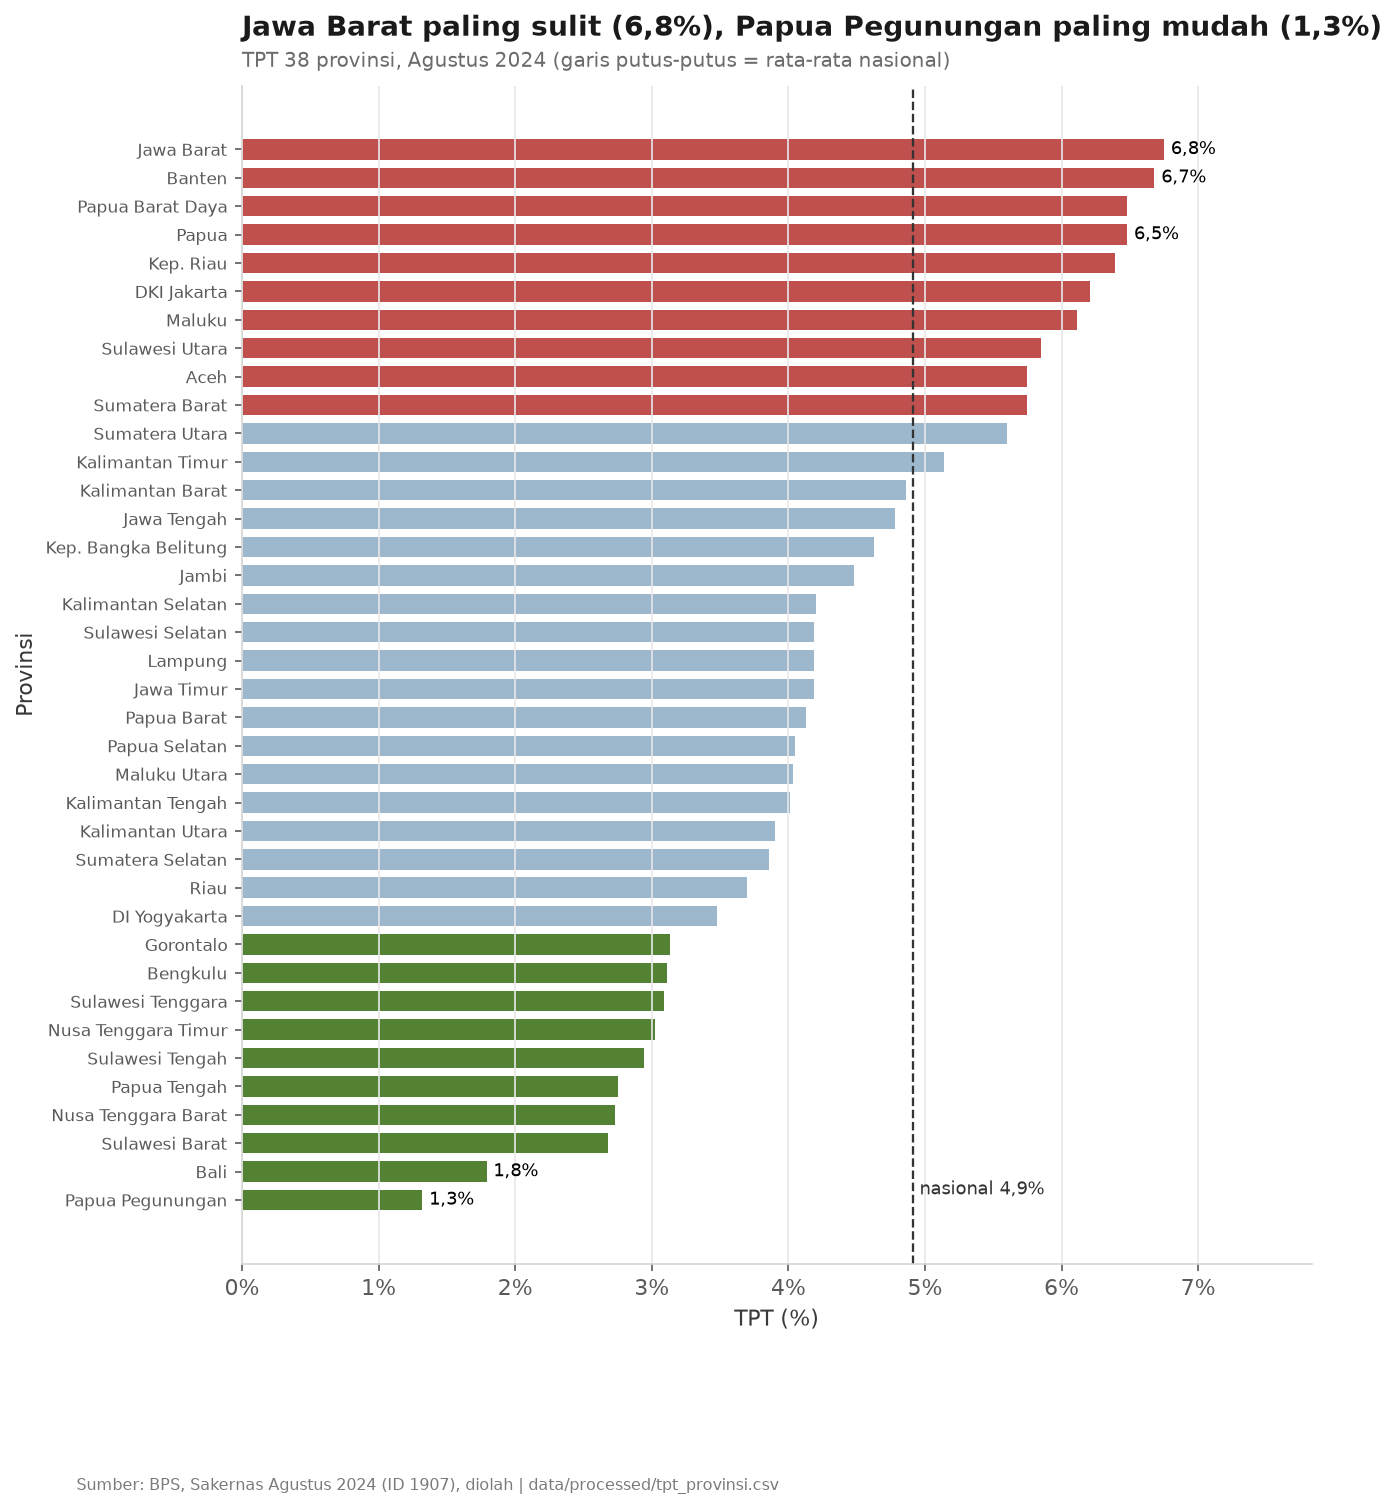 Jawa Barat paling sulit (6,8%), Papua Pegunungan paling mudah (1,3%)
TPT 38 provinsi, Agustus 2024 (garis putus-putus = rata-rata nasional)
Jawa Barat 6,8%
Banten 6,7%
Papua Barat Daya
Papua 6,5%
Kep. Riau
DKI Jakarta
Maluku
Sulawesi Utara
Aceh
Sumatera Barat
Sumatera Utara
Kalimantan Timur
Kalimantan Barat
Jawa Tengah
Kep. Bangka Belitung
Jambi
Kalimantan Selatan
Sulawesi Selatan
Lampung
Jawa Timur
Papua Barat
Papua Selatan
Maluku Utara
Kalimantan Tengah
Kalimantan Utara
Sumatera Selatan
Riau
DI Yogyakarta
Gorontalo
Bengkulu
Sulawesi Tenggara
Nusa Tenggara Timur
Sulawesi Tengah
Papua Tengah
Nusa Tenggara Barat
Sulawesi Barat
Bali 1,8%
Papua Pegunungan 1,3%
nasional 4,9%
Provinsi
0% 1% 2% 3% 4% 5% 6% 7%
TPT (%)
Sumber: BPS, Sakernas Agustus 2024 (ID 1907), diolah | data/processed/tpt_provinsi.csv